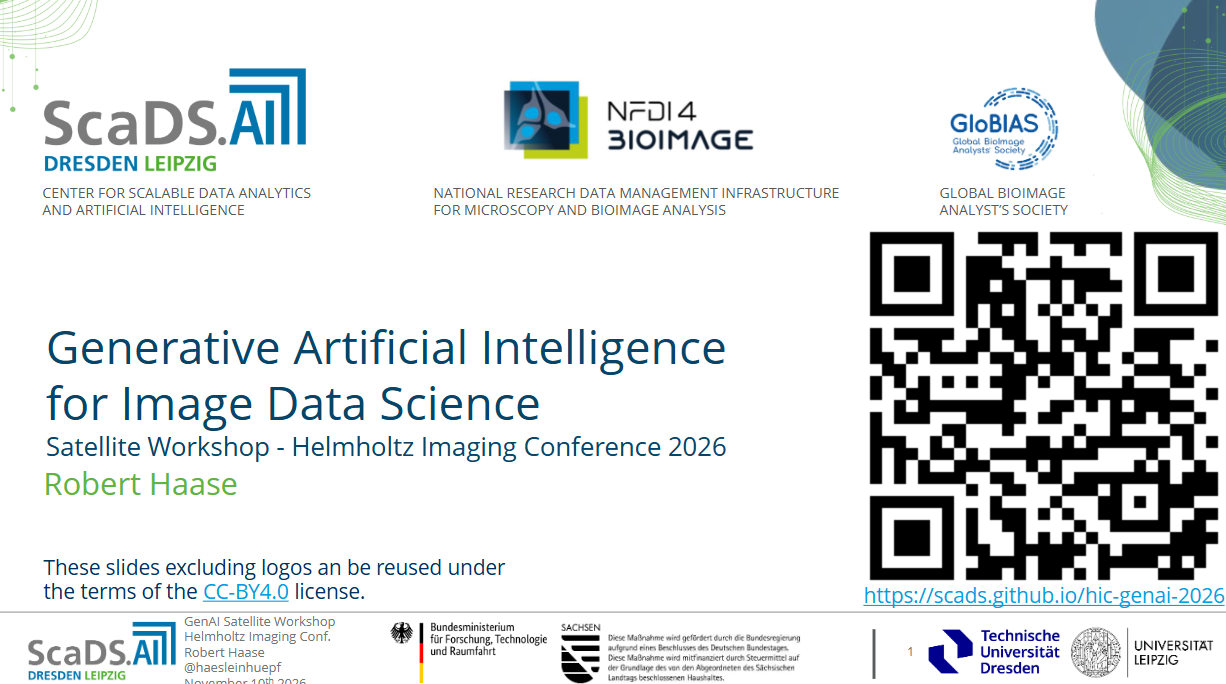 ScaDS.AI
DRESDEN LEIPZIG
CENTER FOR SCALABLE DATA ANALYTICS
AND ARTIFICIAL INTELLIGENCE
NFDI4
BIOIMAGE
NATIONAL RESEARCH DATA MANAGEMENT INFRASTRUCTURE
FOR MICROSCOPY AND BIOIMAGE ANALYSIS
GloBIAS
Global BioImage
Analysts' Society
GLOBAL BIOIMAGE
ANALYST'S SOCIETY
Generative Artificial Intelligence
for Image Data Science
Satellite Workshop - Helmholtz Imaging Conference 2026
Robert Haase
These slides excluding logos an be reused under
the terms of the CC-BY4.0 license.
https://scads.github.io/hic-genai-2026
ScaDS.AI
DRESDEN LEIPZIG
GenAI Satellite Workshop
Helmholtz Imaging Conf.
Robert Haase
@haesleinhuepf
November 10th 2026
Bundesministerium
für Forschung, Technologie
und Raumfahrt
SACHSEN
Diese Maßnahme wird gefördert durch die Bundesregierung
aufgrund eines Beschlusses des Deutschen Bundestages.
Diese Maßnahme wird mitfinanziert durch Steuermittel auf
der Grundlage des von den Abgeordneten des Sächsischen
Landtags beschlossenen Haushaltes.
1
Technische
Universität
Dresden
UNIVERSITÄT
LEIPZIG